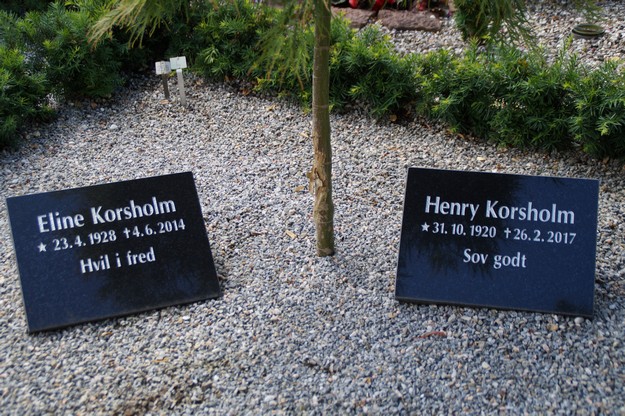 Eline Korsholm
★ 23. 4. 1928 ✝ 4. 6. 2014
Hvil i fred
Henry Korsholm
★ 31. 10. 1920 ✝ 26. 2. 2017
Sov godt